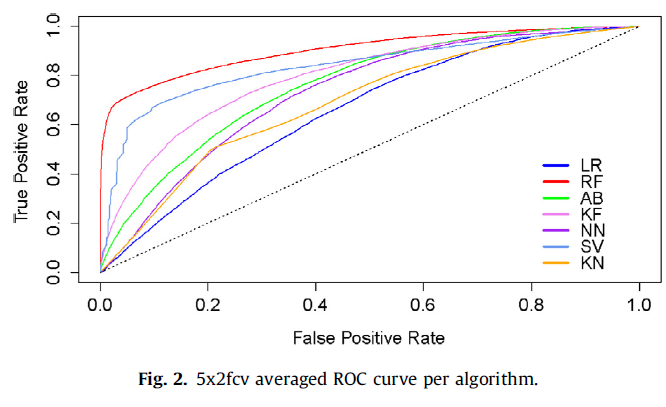 True Positive Rate
1.0
0.8
0.6
0.4
0.2
0.0
LR
RF
AB
KF
NN
SV
KN
0.0 0.2 0.4 0.6 0.8 1.0
False Positive Rate
Fig. 2. 5x2fcv averaged ROC curve per algorithm.